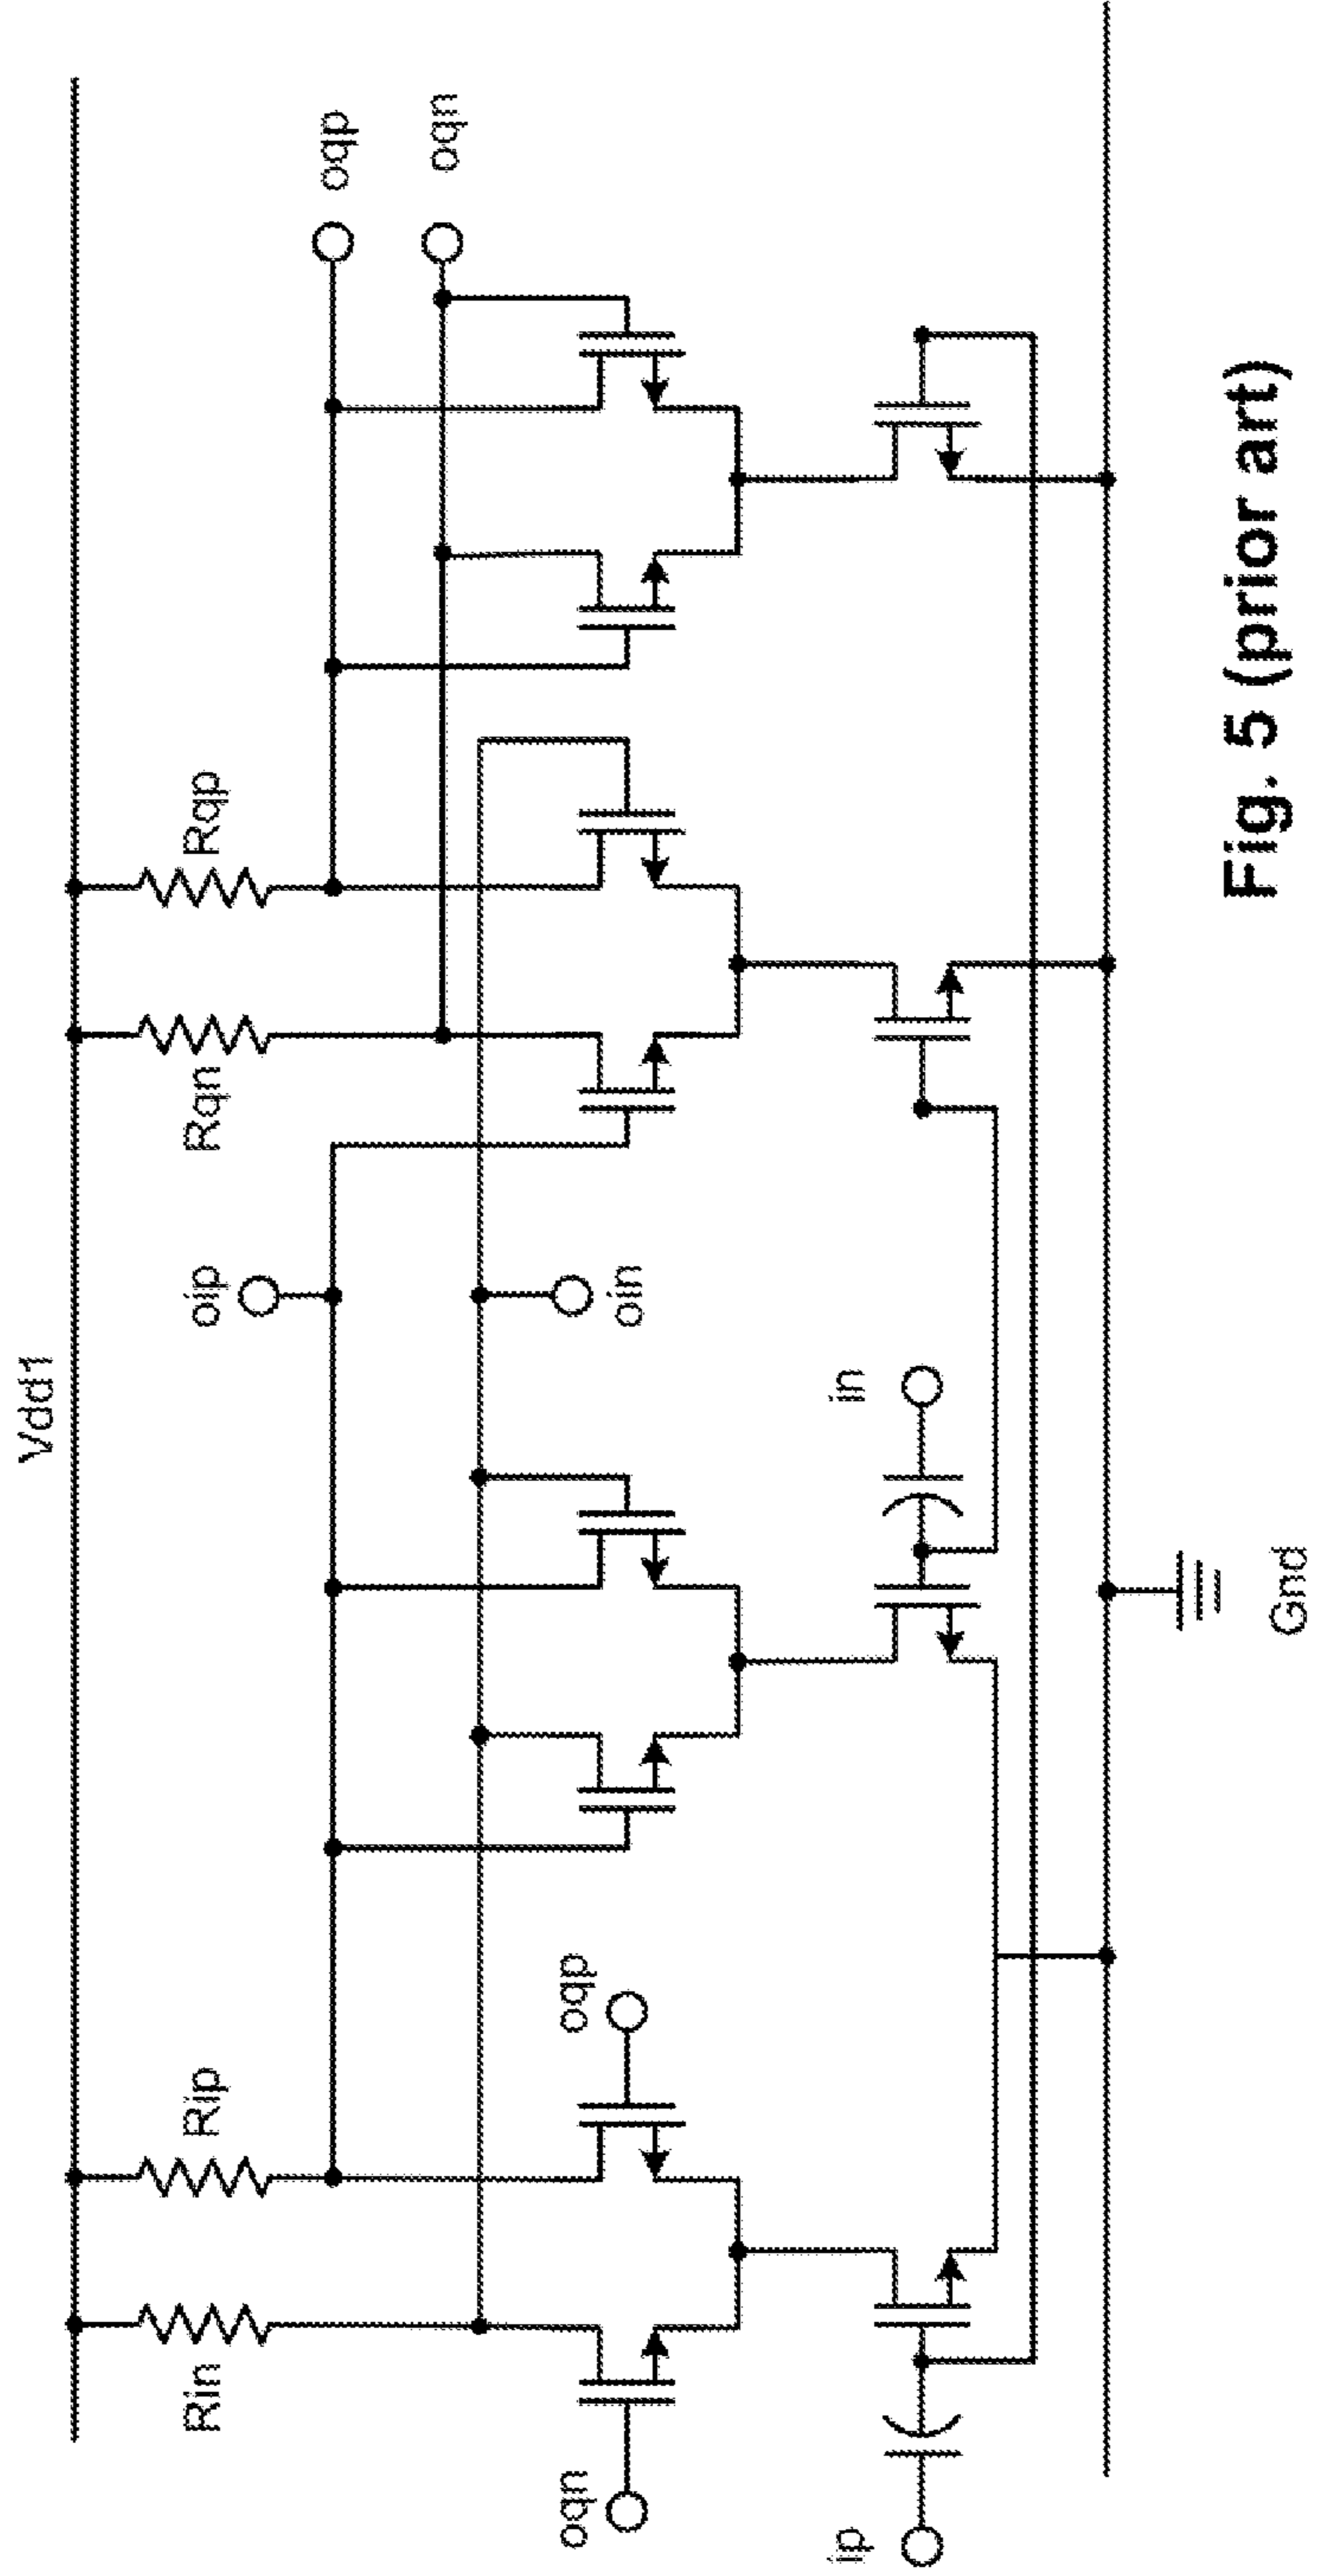 Vdd1
Rin
Rip
Rqn
Rqp
oip
oqp
oqn
oin
oqn
oqp
in
ip
Gnd
Fig. 5 (prior art)